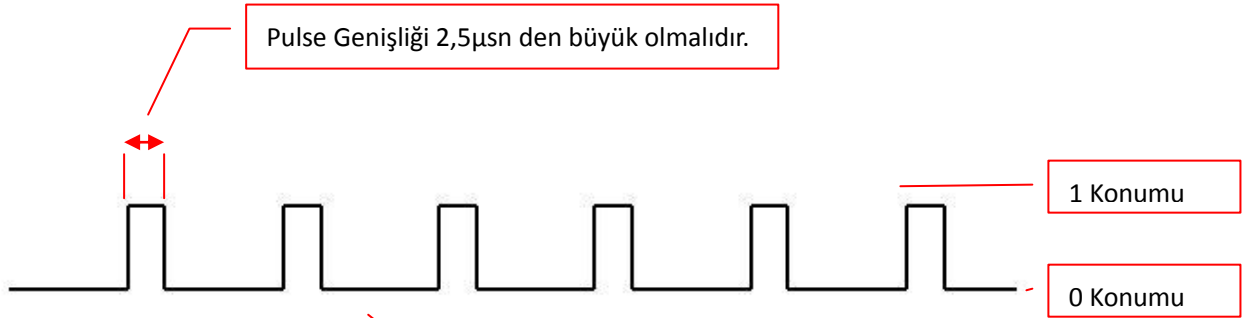 Pulse Genişliği 2,5µsn den büyük olmalıdır.
1 Konumu
0 Konumu